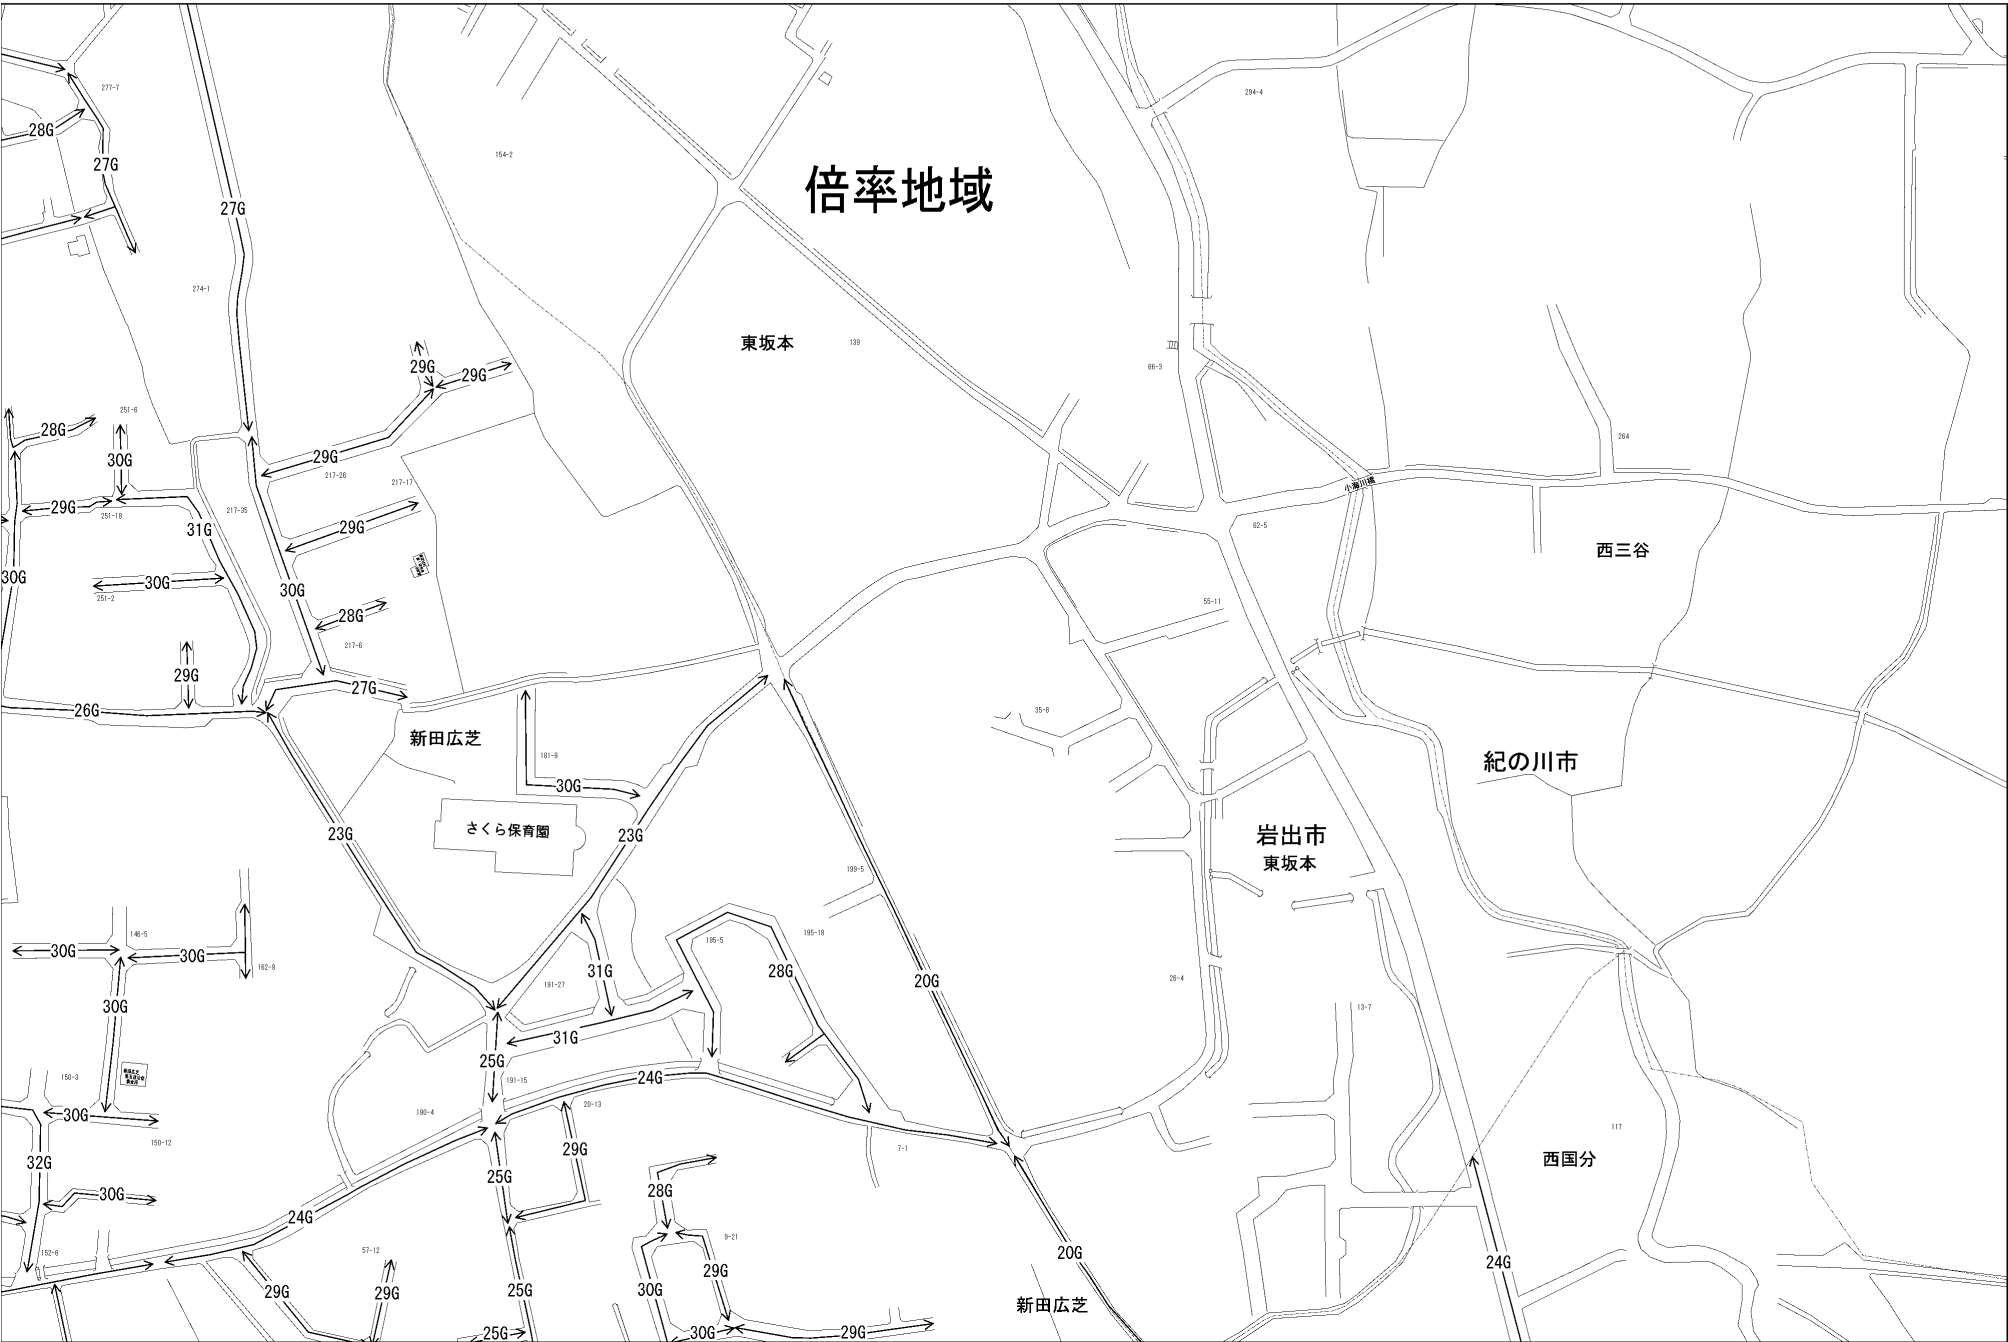 277-7
294-4
28G
154-2
27G
倍率地域
27G
274-1
東坂本
139
66-3
29G
29G
251-6
28G
264
30G
29G
217-26
217-17
小海川橋
29G
251-18
217-35
31G
29G
62-5
西三谷
30G
30G
251-2
30G
55-11
28G
217-6
29G
27G
26G
35-8
新田広芝
181-9
紀の川市
30G
さくら保育園
23G
23G
岩出市
東坂本
199-5
146-5
195-5
195-18
30G
30G
162-9
31G
28G
191-27
20G
26-4
30G
13-7
31G
25G
150-3
191-15
24G
190-4
20-13
30G
150-12
29G
7-1
117
32G
25G
28G
西国分
30G
24G
9-21
57-12
20G
152-6
24G
29G
29G
29G
25G
30G
新田広芝
25G
30G
29G